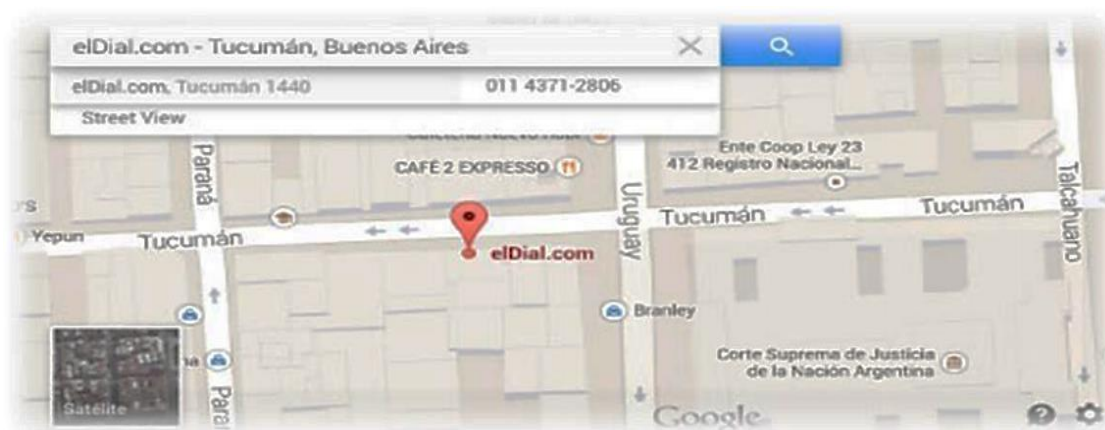 elDial.com - Tucumán, Buenos Aires
elDial.com, Tucumán 1440 011 4371-2806
Street View
CAFÉ 2 EXPRESSO
Ente Coop Ley 23
412 Registro Nacional...
Paraná
Uruguay
Talcahuano
Yepun
Tucumán
Tucumán
Tucumán
elDial.com
Branley
Corte Suprema de Justicia
de la Nación Argentina
Satélite
Google